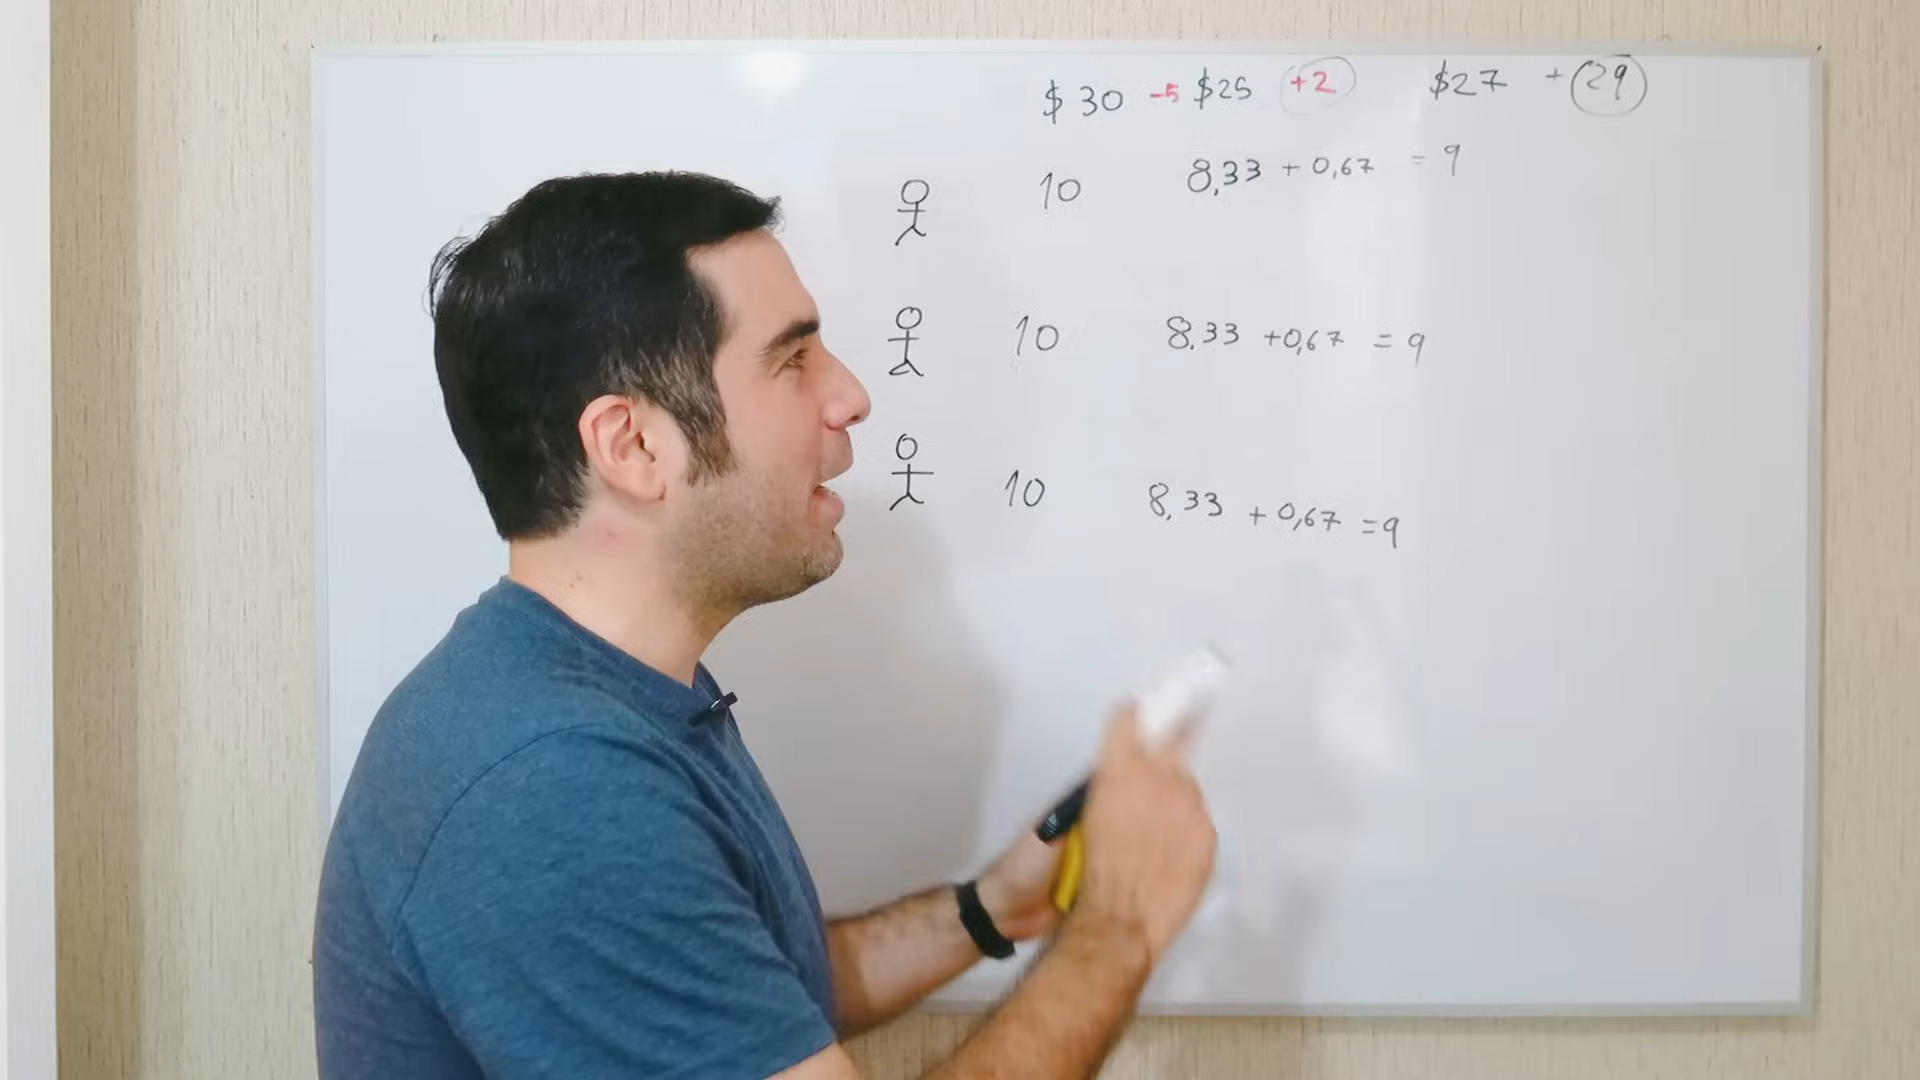 $ 30 -5 $25 +2 $27 + 29
10 8,33 + 0,67 = 9
10 8.33 +0,67 = 9
10 8,33 +0,67 =9